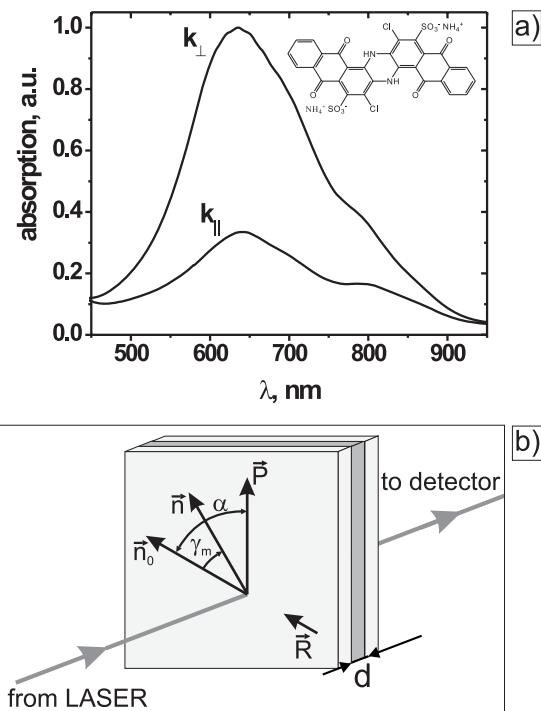 a)
k⊥
k||
absorption, a.u.
1.0
0.8
0.6
0.4
0.2
0.0
500 600 700 800 900
λ, nm
O Cl SO₃⁻NH₄⁺ O
HN
NH
O Cl O
NH₄⁺SO₃⁻
b)
P⃗
n⃗ α
n⃗₀ γₘ
R⃗
to detector
d
from LASER